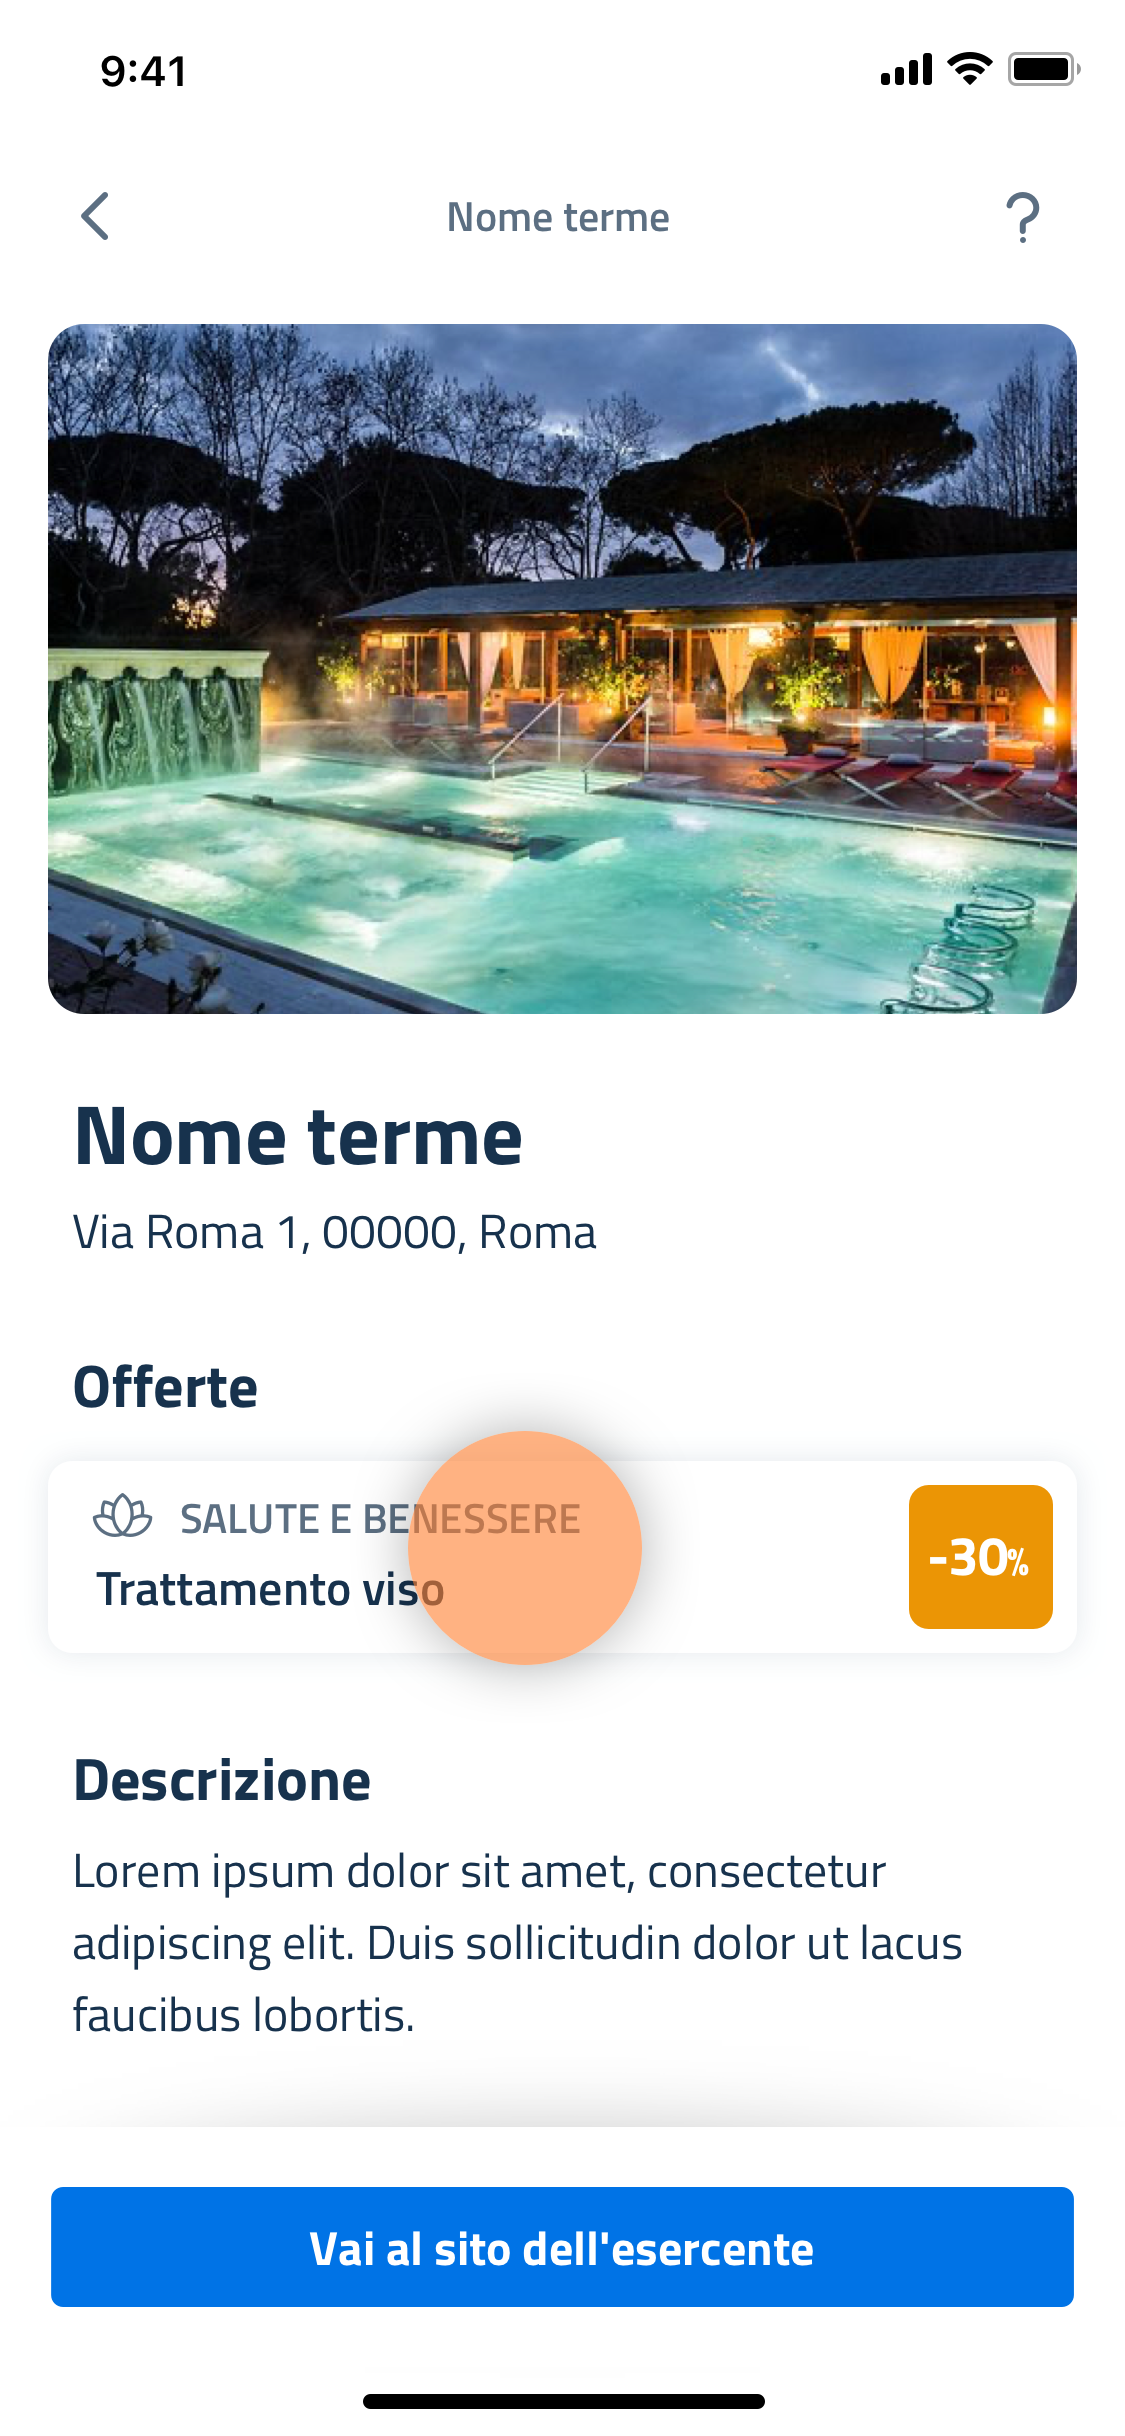 9:41
Nome terme
Nome terme
Via Roma 1, 00000, Roma
Offerte
SALUTE E BENESSERE
Trattamento viso
-30%
Descrizione
Lorem ipsum dolor sit amet, consectetur
adipiscing elit. Duis sollicitudin dolor ut lacus
faucibus lobortis.
Vai al sito dell'esercente